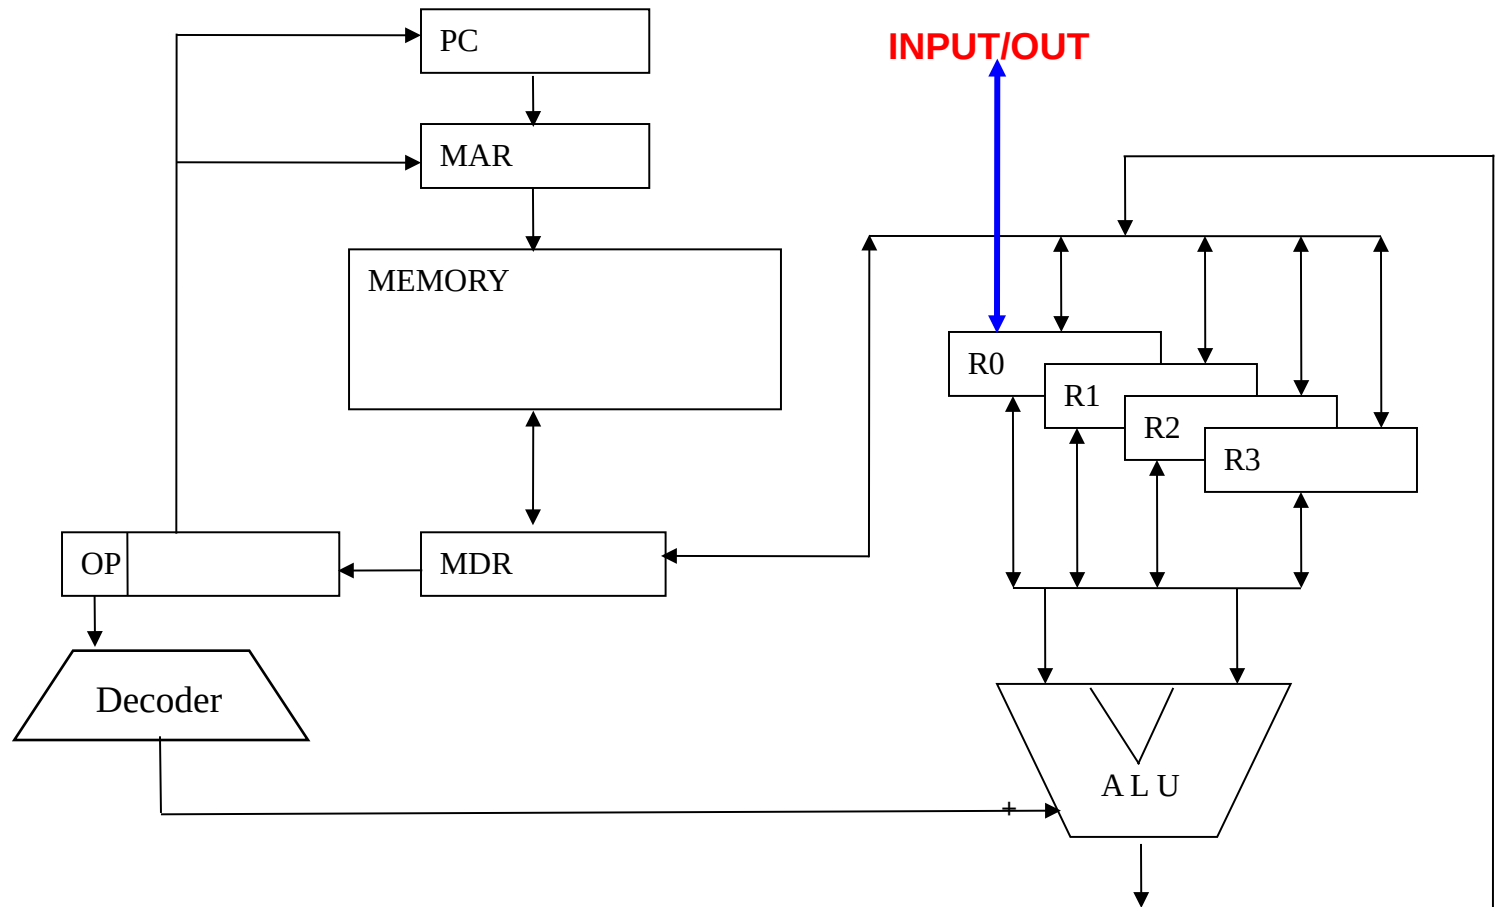 PC
INPUT/OUT
MAR
MEMORY
R0
R1
R2
R3
OP
MDR
Decoder
A L U
+